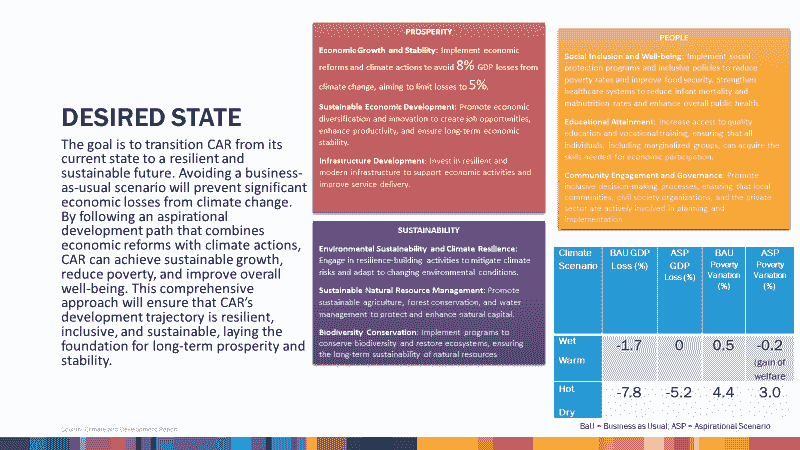 DESIRED STATE
The goal is to transition CAR from its
current state to a resilient and
sustainable future. Avoiding a business-
as-usual scenario will prevent significant
economic losses from climate change.
By following an aspirational
development path that combines
economic reforms with climate actions,
CAR can achieve sustainable growth,
reduce poverty, and improve overall
well-being. This comprehensive
approach will ensure that CAR's
development trajectory is resilient,
inclusive, and sustainable, laying the
foundation for long-term prosperity and
stability.
PROSPERITY
Economic Growth and Stability: Implement economic
reforms and climate actions to avoid 8% GDP losses from
climate change, aiming to limit losses to 5%.
Sustainable Economic Development: Promote economic
diversification and innovation to create job opportunities,
enhance productivity, and ensure long-term economic
stability.
Infrastructure Development: Invest in resilient and
modern infrastructure to support economic activities and
improve service delivery.
SUSTAINABILITY
Environmental Sustainability and Climate Resilience:
Engage in resilience-building activities to mitigate climate
risks and adapt to changing environmental conditions.
Sustainable Natural Resource Management: Promote
sustainable agriculture, forest conservation, and water
management to protect and enhance natural capital.
Biodiversity Conservation: Implement programs to
conserve biodiversity and restore ecosystems, ensuring
the long-term sustainability of natural resources
PEOPLE
Social Inclusion and Well-being: Implement social
protection programs and inclusive policies to reduce
poverty rates and improve food security. Strengthen
healthcare systems to reduce infant mortality and
malnutrition rates and enhance overall public health.
Educational Attainment: Increase access to quality
education and vocational training, ensuring that all
individuals, including marginalized groups, can acquire the
skills needed for economic participation.
Community Engagement and Governance: Promote
inclusive decision-making processes, ensuring that local
communities, civil society organizations, and the private
sector are actively involved in planning and
implementation
Climate Scenario BAU GDP Loss (%) ASP GDP Loss (%) BAU Poverty Variation (%) ASP Poverty Variation (%)
Wet Warm -1.7 0 0.5 -0.2 (gain of welfare
Hot Dry -7.8 -5.2 4.4 3.0
BaU = Business as Usual; ASP = Aspirational Scenario
Country Climate and Development Report